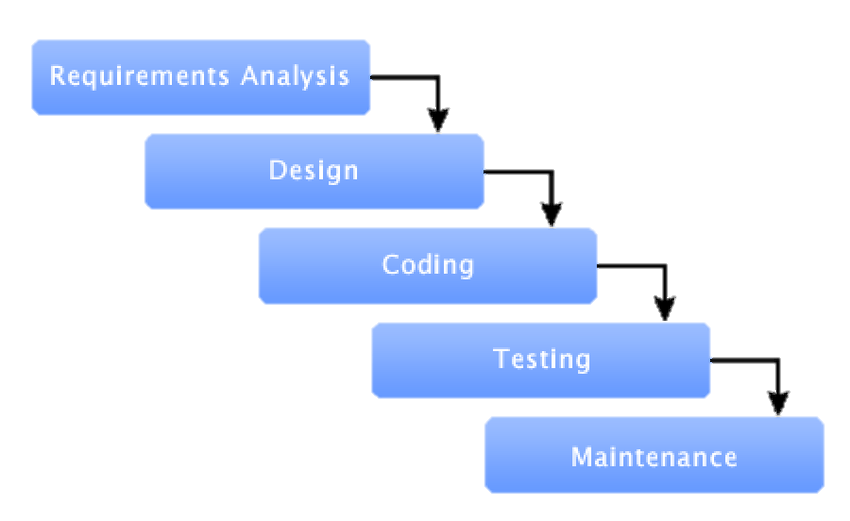 Requirements Analysis
Design
Coding
Testing
Maintenance